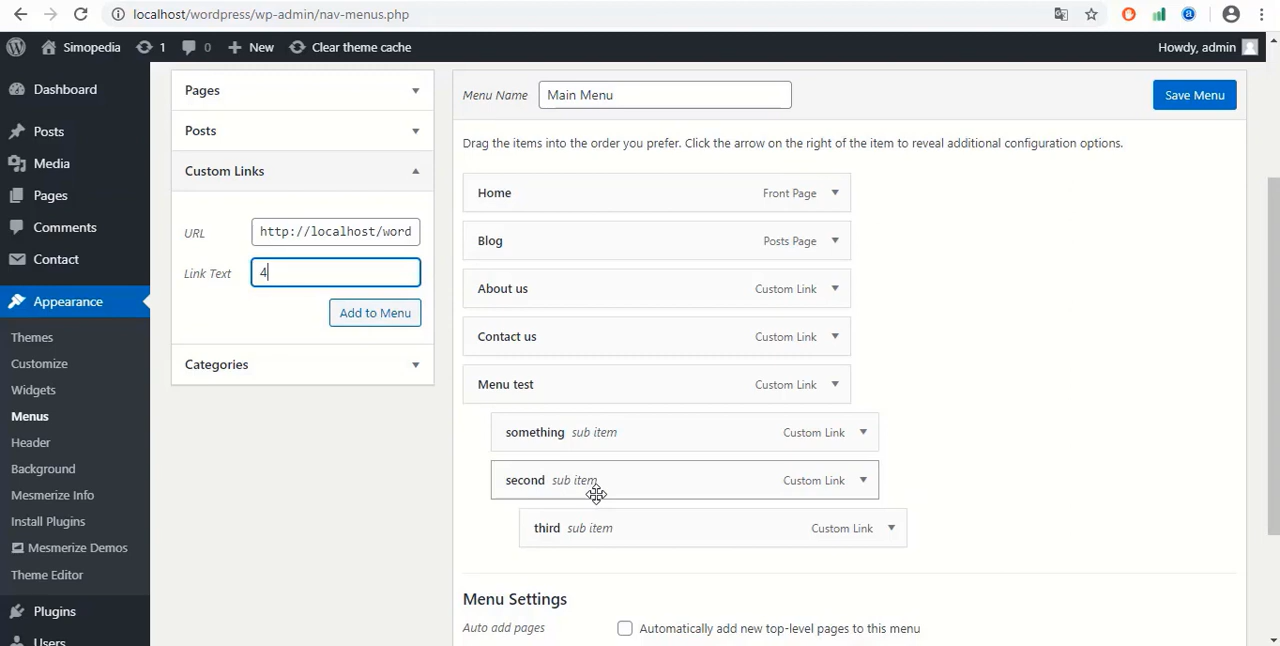 localhost/wordpress/wp-admin/nav-menus.php
Simopedia 1 0 New Clear theme cache Howdy, admin
Dashboard
Posts
Media
Pages
Comments
Contact
Appearance
Themes
Customize
Widgets
Menus
Header
Background
Mesmerize Info
Install Plugins
Mesmerize Demos
Theme Editor
Plugins
Users
Pages
Posts
Custom Links
URL http://localhost/word
Link Text 4
Add to Menu
Categories
Menu Name Main Menu Save Menu
Drag the items into the order you prefer. Click the arrow on the right of the item to reveal additional configuration options.
Home Front Page
Blog Posts Page
About us Custom Link
Contact us Custom Link
Menu test Custom Link
something sub item Custom Link
second sub item Custom Link
third sub item Custom Link
Menu Settings
Auto add pages Automatically add new top-level pages to this menu